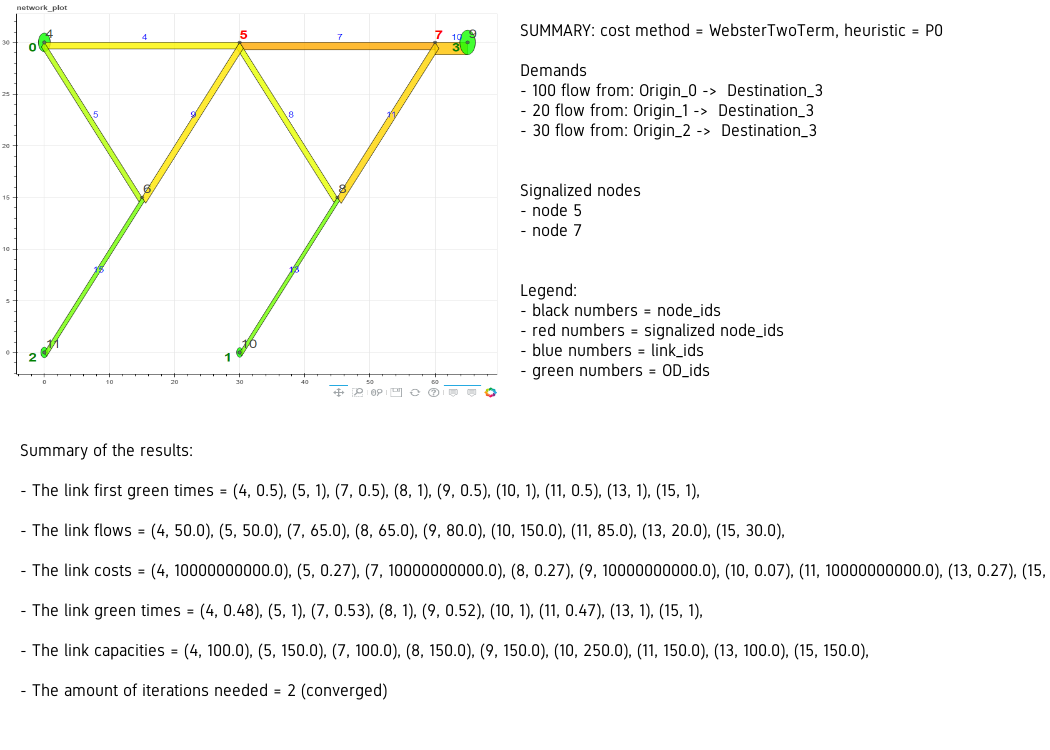 network_plot
SUMMARY: cost method = WebsterTwoTerm, heuristic = P0
Demands
- 100 flow from: Origin_0 -> Destination_3
- 20 flow from: Origin_1 -> Destination_3
- 30 flow from: Origin_2 -> Destination_3
Signalized nodes
- node 5
- node 7
Legend:
- black numbers = node_ids
- red numbers = signalized node_ids
- blue numbers = link_ids
- green numbers = OD_ids
30
25
20
15
10
5
0
0 10 20 30 40 50 60
4 5 7 9
0 4 7 10 3
5 9 8 11
6 8
15 13
11 10
2 1
Summary of the results:
- The link first green times = (4, 0.5), (5, 1), (7, 0.5), (8, 1), (9, 0.5), (10, 1), (11, 0.5), (13, 1), (15, 1),
- The link flows = (4, 50.0), (5, 50.0), (7, 65.0), (8, 65.0), (9, 80.0), (10, 150.0), (11, 85.0), (13, 20.0), (15, 30.0),
- The link costs = (4, 10000000000.0), (5, 0.27), (7, 10000000000.0), (8, 0.27), (9, 10000000000.0), (10, 0.07), (11, 10000000000.0), (13, 0.27), (15,
- The link green times = (4, 0.48), (5, 1), (7, 0.53), (8, 1), (9, 0.52), (10, 1), (11, 0.47), (13, 1), (15, 1),
- The link capacities = (4, 100.0), (5, 150.0), (7, 100.0), (8, 150.0), (9, 150.0), (10, 250.0), (11, 150.0), (13, 100.0), (15, 150.0),
- The amount of iterations needed = 2 (converged)